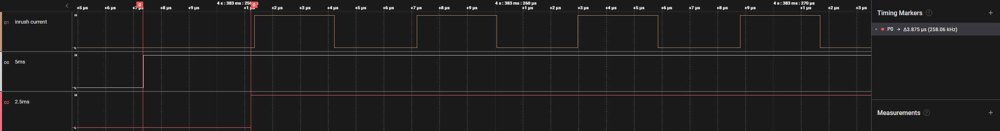 4 s : 383 ms : 250 4 s : 383 ms : 260 µs 4 s : 383 ms : 270 µs
+5 µs +6 µs +7 µs 0 +8 µs +9 µs +1 µs 0 +2 µs +3 µs +4 µs +5 µs +6 µs +7 µs +8 µs +9 µs +1 µs +2 µs +3 µs +4 µs +5 µs +6 µs +7 µs +8 µs +9 µs +1 µs +2 µs +3 µs
H
D1 inrush current
L
H
D0 5ms
L
H
D2 2.5ms
L
Timing Markers ? +
P0 → Δ3.875 µs (258.06 kHz)
Measurements ? +